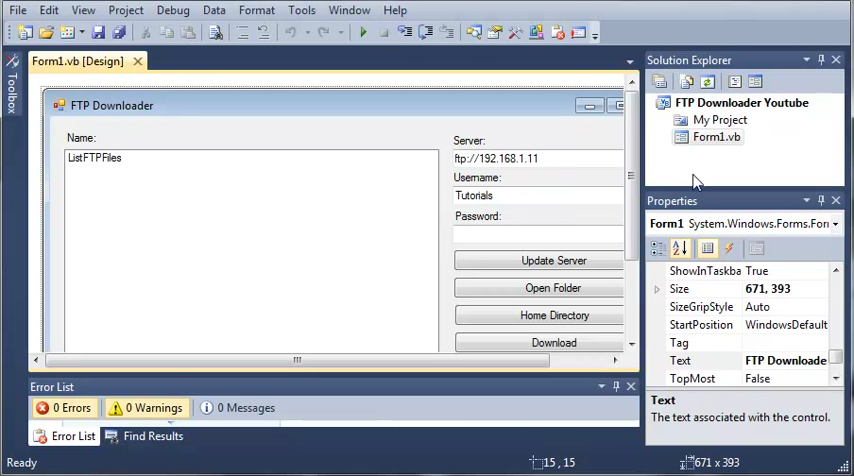 File Edit View Project Debug Data Format Tools Window Help
Form1.vb [Design]
Toolbox
FTP Downloader
Name:
ListFTPFiles
Server:
ftp://192.168.1.11
Username:
Tutorials
Password:
Update Server
Open Folder
Home Directory
Download
Solution Explorer
FTP Downloader Youtube
My Project
Form1.vb
Properties
Form1 System.Windows.Forms.Forn
ShowInTaskba True
Size 671, 393
SizeGripStyle Auto
StartPosition WindowsDefault
Tag
Text FTP Downloade
TopMost False
Text
The text associated with the control.
Error List
0 Errors 0 Warnings 0 Messages
Error List Find Results
Ready 15 , 15 671 x 393